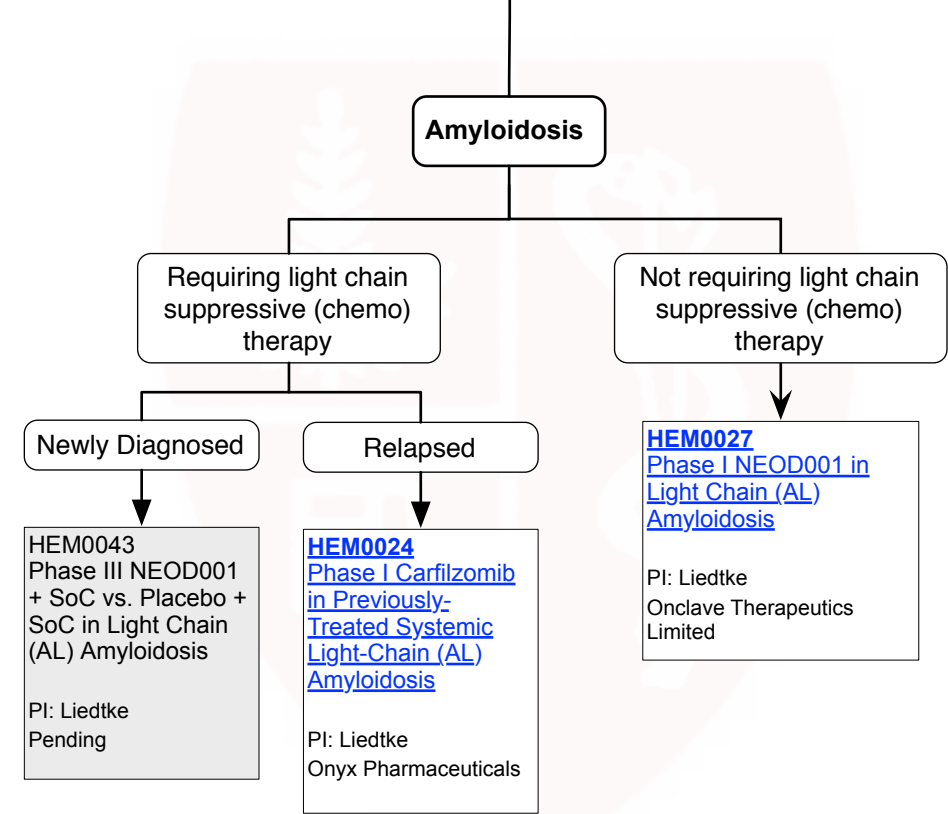 Amyloidosis
Requiring light chain
suppressive (chemo)
therapy
Not requiring light chain
suppressive (chemo)
therapy
Newly Diagnosed
Relapsed
HEM0043
Phase III NEOD001
+ SoC vs. Placebo +
SoC in Light Chain
(AL) Amyloidosis
PI: Liedtke
Pending
HEM0024
Phase I Carfilzomib
in Previously-
Treated Systemic
Light-Chain (AL)
Amyloidosis
PI: Liedtke
Onyx Pharmaceuticals
HEM0027
Phase I NEOD001 in
Light Chain (AL)
Amyloidosis
PI: Liedtke
Onclave Therapeutics
Limited